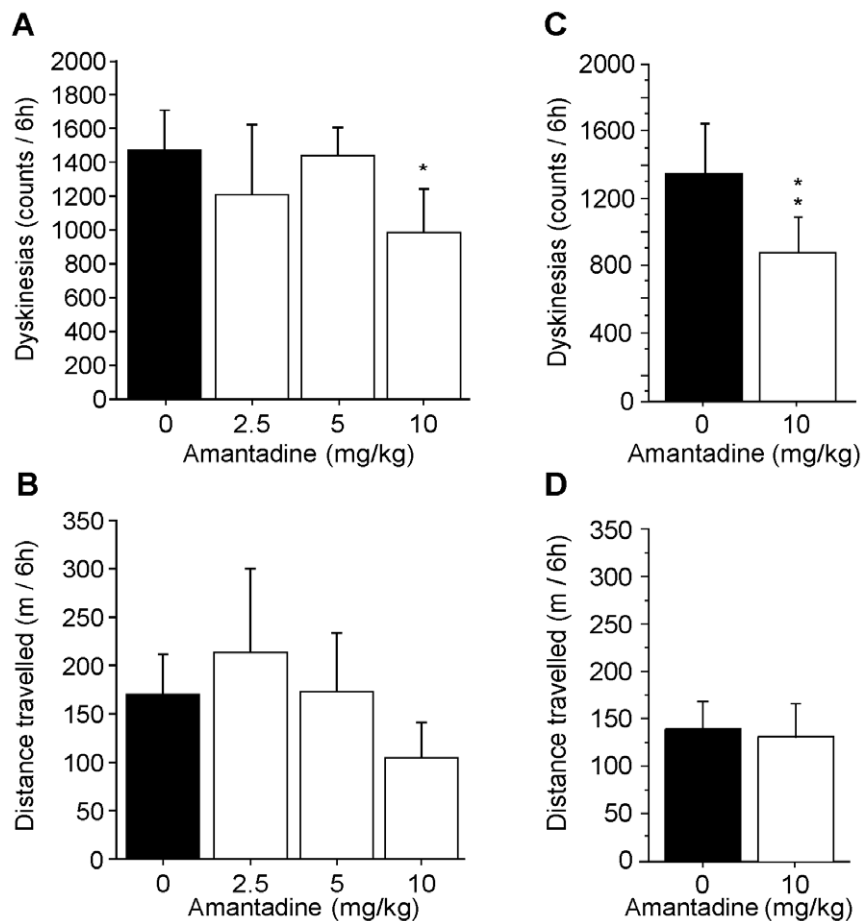 A
Dyskinesias (counts / 6h)
2000
1800
1600
1400
1200
1000
800
600
400
200
0
*
0 2.5 5 10
Amantadine (mg/kg)
B
Distance travelled (m / 6h)
350
300
250
200
150
100
50
0
0 2.5 5 10
Amantadine (mg/kg)
C
Dyskinesias (counts / 6h)
2000
1600
1200
800
400
0
*
*
0 10
Amantadine (mg/kg)
D
Distance travelled (m / 6h)
350
300
250
200
150
100
50
0
0 10
Amantadine (mg/kg)